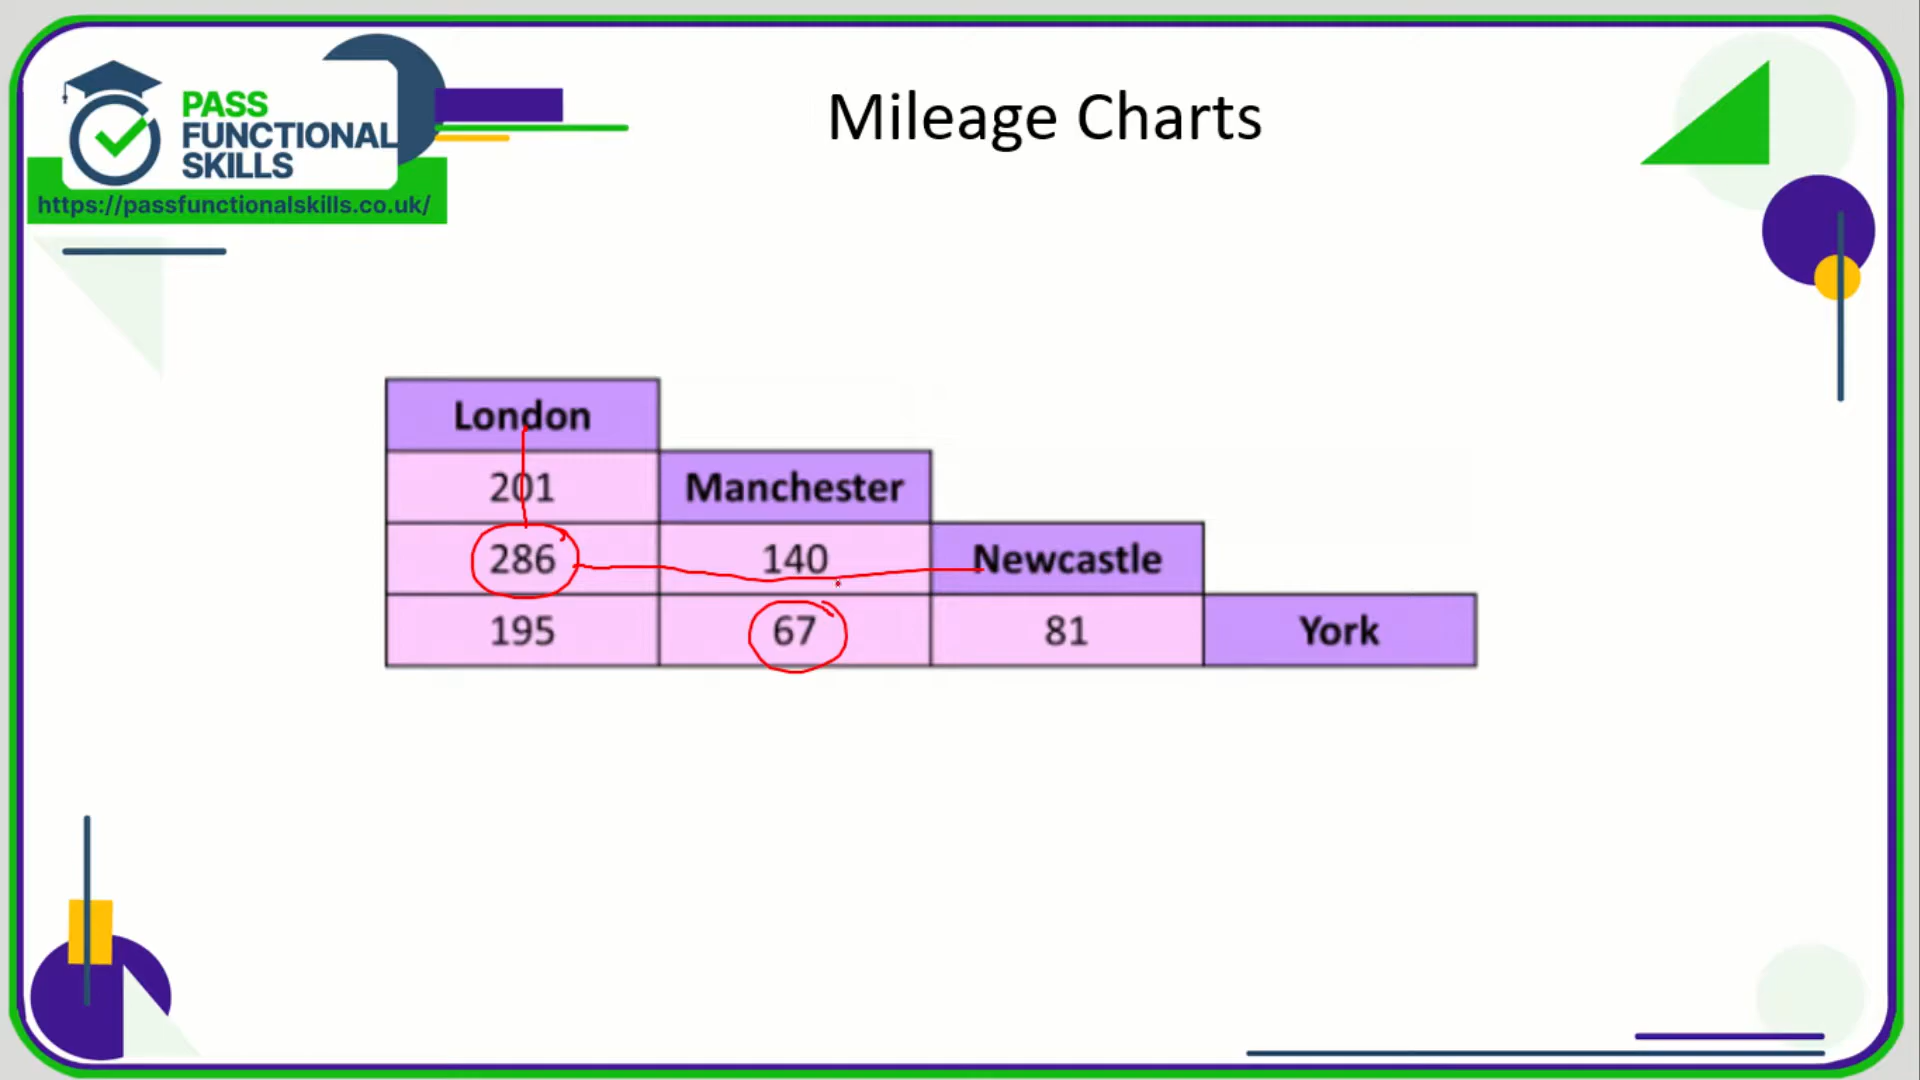 PASS
FUNCTIONAL
SKILLS
https://passfunctionalskills.co.uk/
Mileage Charts
London
201 Manchester
286 140 Newcastle
195 67 81 York